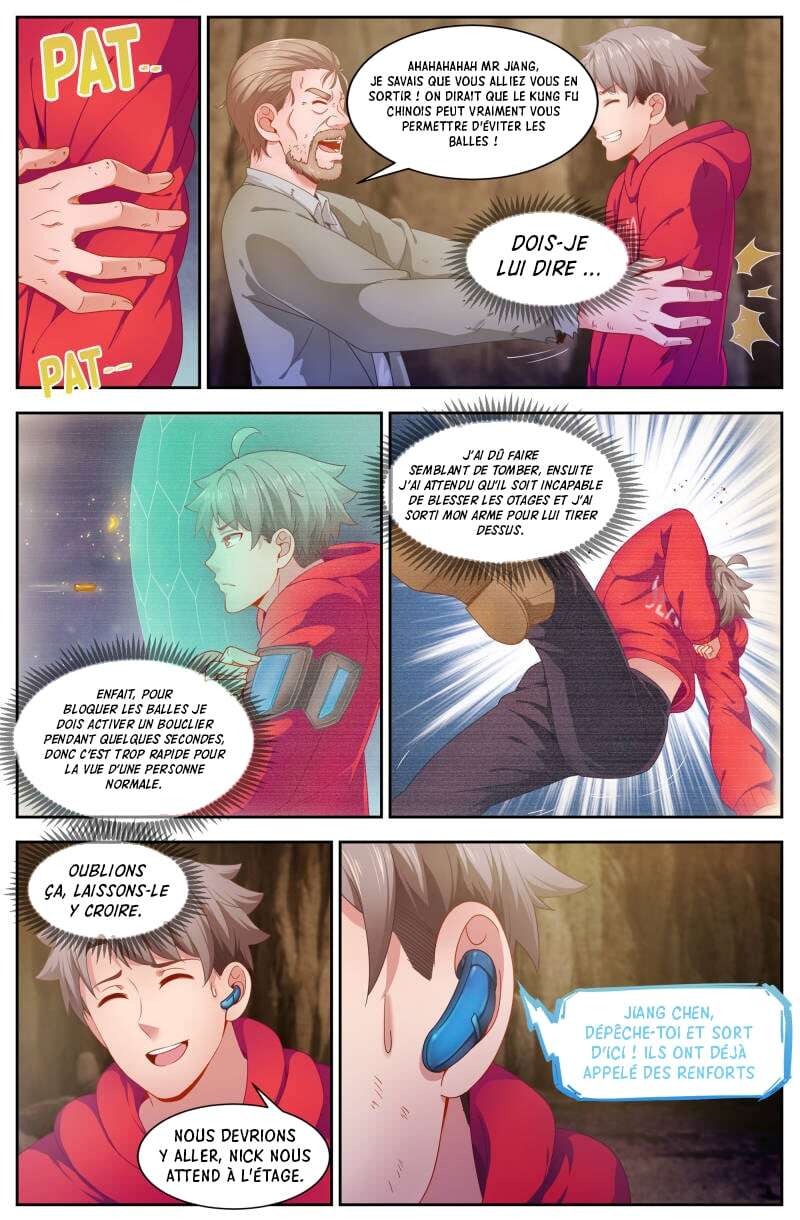 PAT--
PAT--
AHAHAHAHAH MR JIANG,
JE SAVAIS QUE VOUS ALLIEZ VOUS EN
SORTIR ! ON DIRAIT QUE LE KUNG FU
CHINOIS PEUT VRAIMENT VOUS
PERMETTRE D'ÉVITER LES
BALLES !
DOIS-JE
LUI DIRE ...
ENFAIT, POUR
BLOQUER LES BALLES JE
DOIS ACTIVER UN BOUCLIER
PENDANT QUELQUES SECONDES,
DONC C'EST TROP RAPIDE POUR
LA VUE D'UNE PERSONNE
NORMALE.
J'AI DÛ FAIRE
SEMBLANT DE TOMBER, ENSUITE
J'AI ATTENDU QU'IL SOIT INCAPABLE
DE BLESSER LES OTAGES ET J'AI
SORTI MON ARME POUR LUI TIRER
DESSUS.
OUBLIONS
ÇA, LAISSONS-LE
Y CROIRE.
NOUS DEVRIONS
Y ALLER, NICK NOUS
ATTEND À L'ÉTAGE.
JIANG CHEN,
DÉPÊCHE-TOI ET SORT
D'ICI ! ILS ONT DÉJÀ
APPELÉ DES RENFORTS